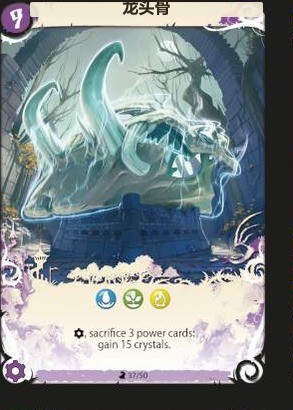 9
龙头骨
, sacrifice 3 power cards:
gain 15 crystals.
37/50